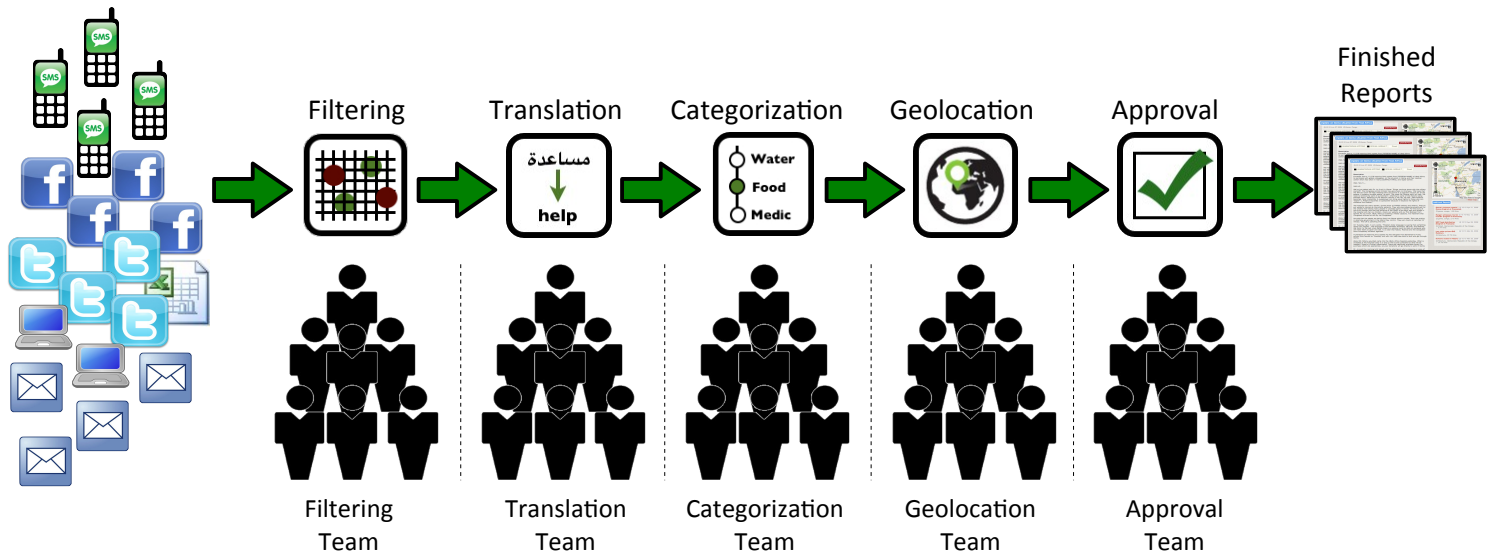 SMS
SMS
SMS
SMS
Filtering
Translation
مساعدة
help
Categorization
Water
Food
Medic
Geolocation
Approval
Finished
Reports
Filtering
Team
Translation
Team
Categorization
Team
Geolocation
Team
Approval
Team